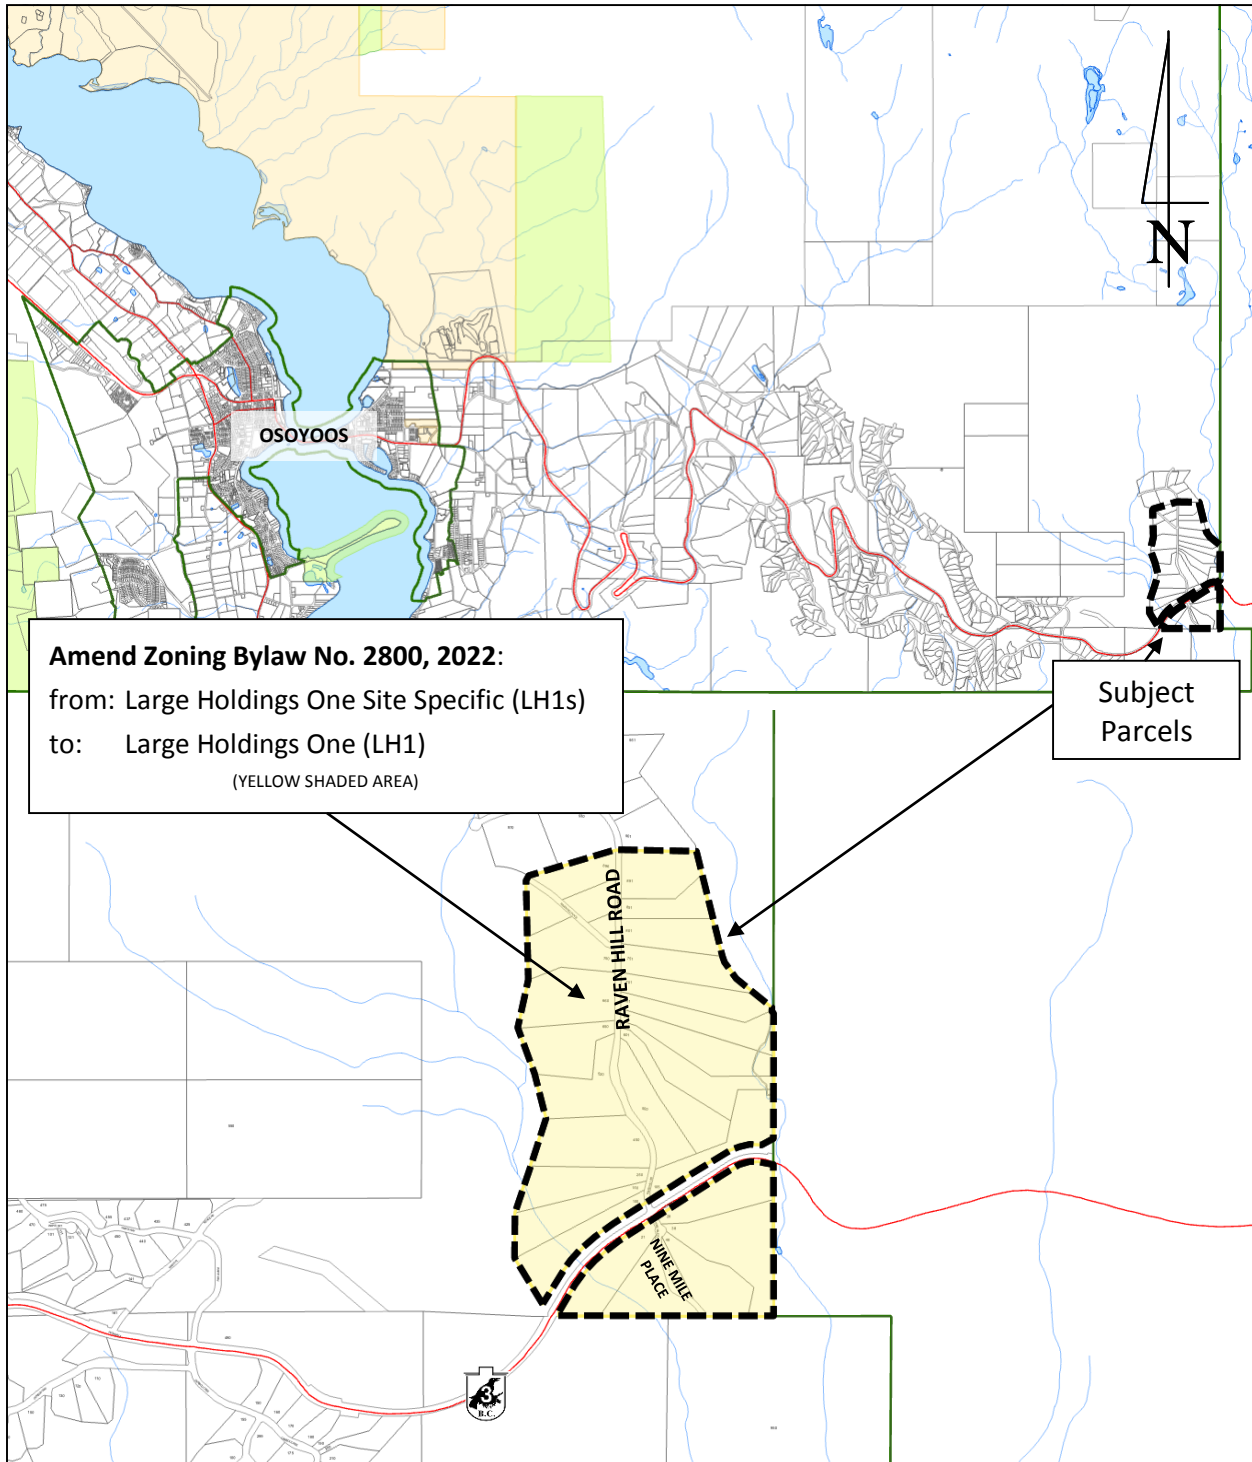 N
OSOYOOS
Amend Zoning Bylaw No. 2800, 2022:
from: Large Holdings One Site Specific (LH1s)
to: Large Holdings One (LH1)
(YELLOW SHADED AREA)
Subject
Parcels
RAVEN HILL ROAD
NINE MILE
PLACE
3
B.C.